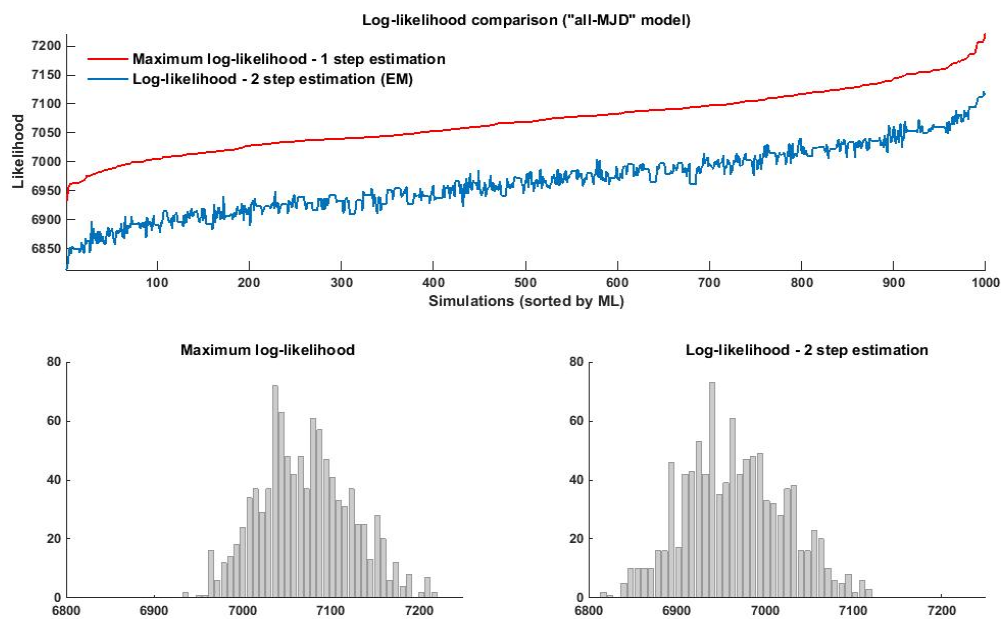 Log-likelihood comparison ("all-MJD" model)
7200
7150
7100
7050
7000
6950
6900
6850
Likelihood
Maximum log-likelihood - 1 step estimation
Log-likelihood - 2 step estimation (EM)
100 200 300 400 500 600 700 800 900 1000
Simulations (sorted by ML)
Maximum log-likelihood
80
60
40
20
0
6800 6900 7000 7100 7200
Log-likelihood - 2 step estimation
80
60
40
20
0
6800 6900 7000 7100 7200